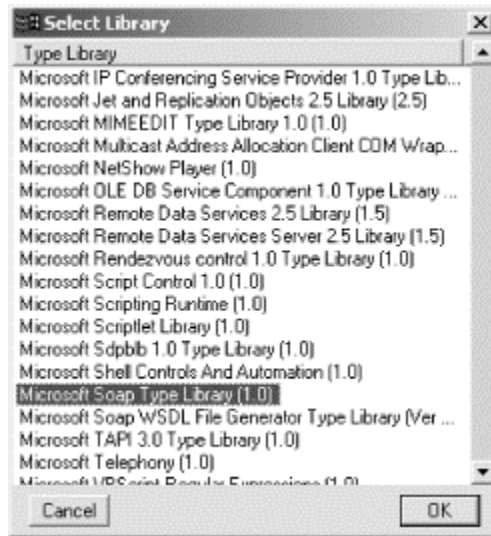 Select Library
Type Library
Microsoft IP Conferencing Service Provider 1.0 Type Lib...
Microsoft Jet and Replication Objects 2.5 Library (2.5)
Microsoft MIMEEDIT Type Library 1.0 (1.0)
Microsoft Multicast Address Allocation Client COM Wrap...
Microsoft NetShow Player (1.0)
Microsoft OLE DB Service Component 1.0 Type Library ...
Microsoft Remote Data Services 2.5 Library (1.5)
Microsoft Remote Data Services Server 2.5 Library (1.5)
Microsoft Rendezvous control 1.0 Type Library (1.0)
Microsoft Script Control 1.0 (1.0)
Microsoft Scripting Runtime (1.0)
Microsoft Scriptlet Library (1.0)
Microsoft Sdpblb 1.0 Type Library (1.0)
Microsoft Shell Controls And Automation (1.0)
Microsoft Soap Type Library (1.0)
Microsoft Soap WSDL File Generator Type Library (Ver ...
Microsoft TAPI 3.0 Type Library (1.0)
Microsoft Telephony (1.0)
Microsoft VBScript Regular Expressions (1.0)
Cancel OK